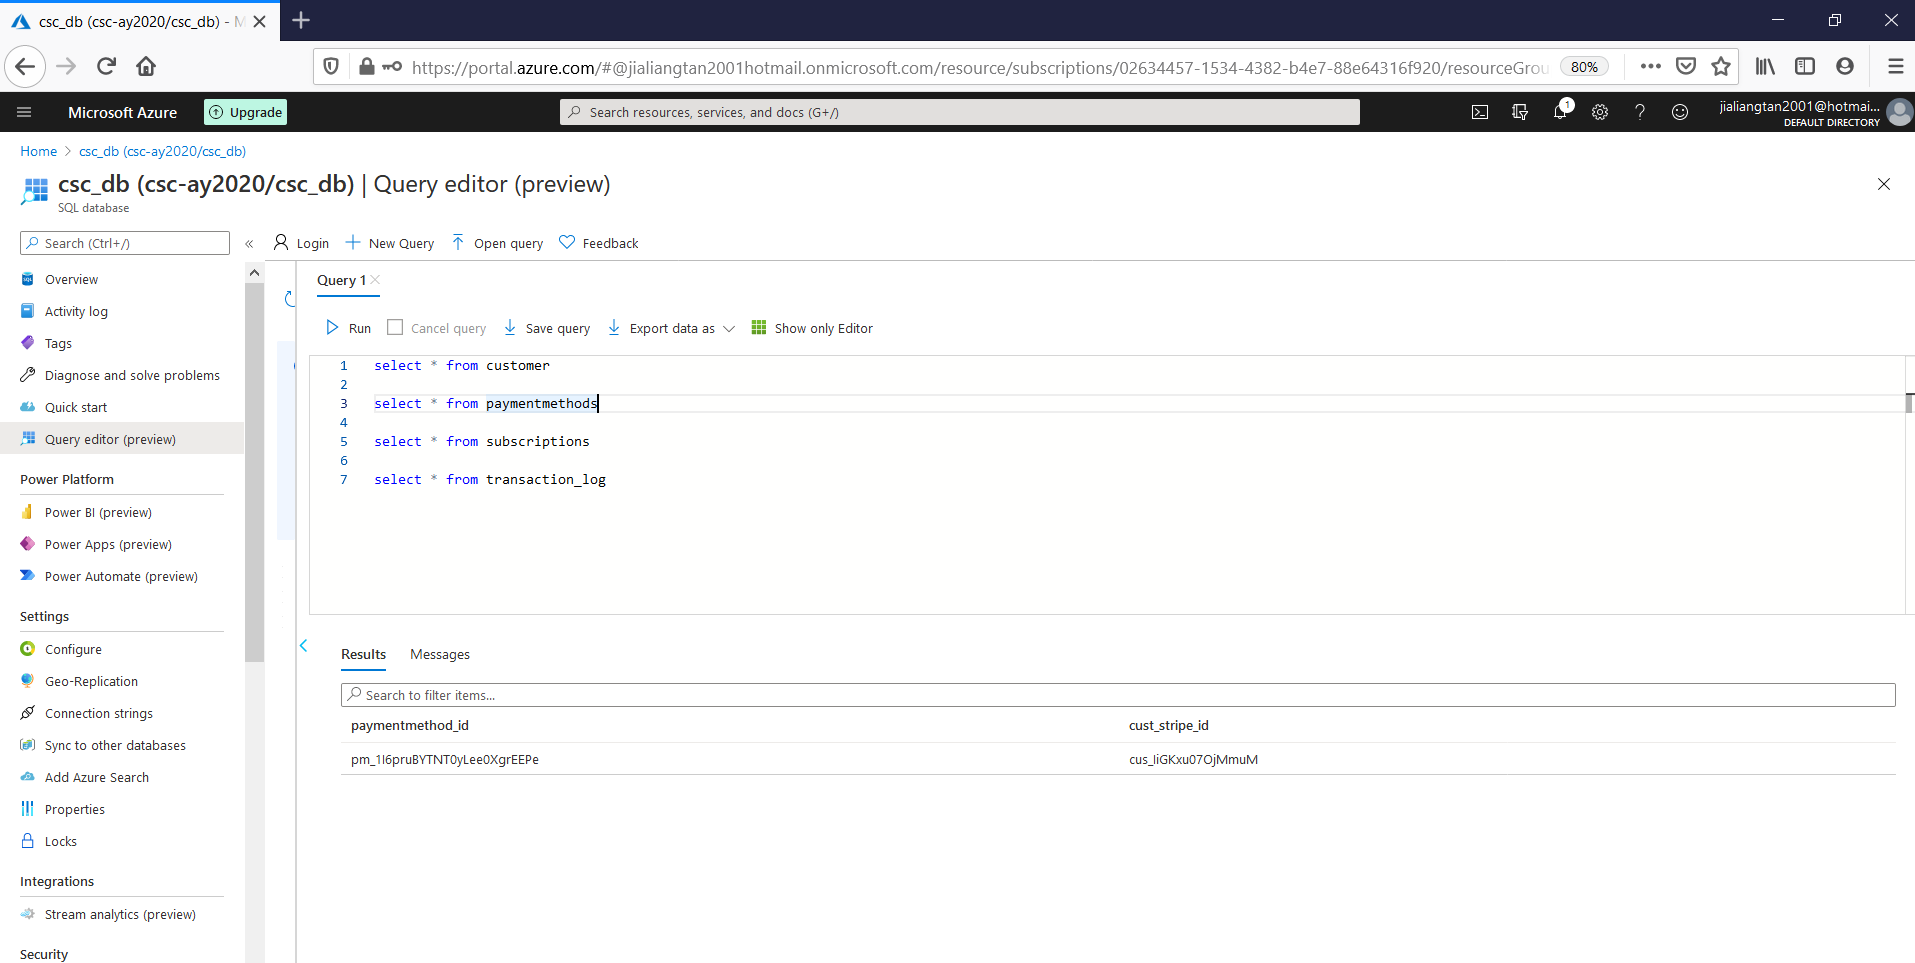 csc_db (csc-ay2020/csc_db) - M
https://portal.azure.com/#@jialiangtan2001hotmail.onmicrosoft.com/resource/subscriptions/02634457-1534-4382-b4e7-88e64316f920/resourceGrou
80%
Microsoft Azure
Upgrade
Search resources, services, and docs (G+/)
1
jialiangtan2001@hotmai...
DEFAULT DIRECTORY
Home > csc_db (csc-ay2020/csc_db)
csc_db (csc-ay2020/csc_db) | Query editor (preview)
SQL database
Search (Ctrl+/)
«
Login
New Query
Open query
Feedback
Overview
Activity log
Tags
Diagnose and solve problems
Quick start
Query editor (preview)
Power Platform
Power BI (preview)
Power Apps (preview)
Power Automate (preview)
Settings
Configure
Geo-Replication
Connection strings
Sync to other databases
Add Azure Search
Properties
Locks
Integrations
Stream analytics (preview)
Security
Query 1
Run
Cancel query
Save query
Export data as
Show only Editor
1 select * from customer
2
3 select * from paymentmethods
4
5 select * from subscriptions
6
7 select * from transaction_log
Results
Messages
Search to filter items...
paymentmethod_id
cust_stripe_id
pm_1I6pruBYTNT0yLee0XgrEEPe
cus_IiGKxu07OjMmuM